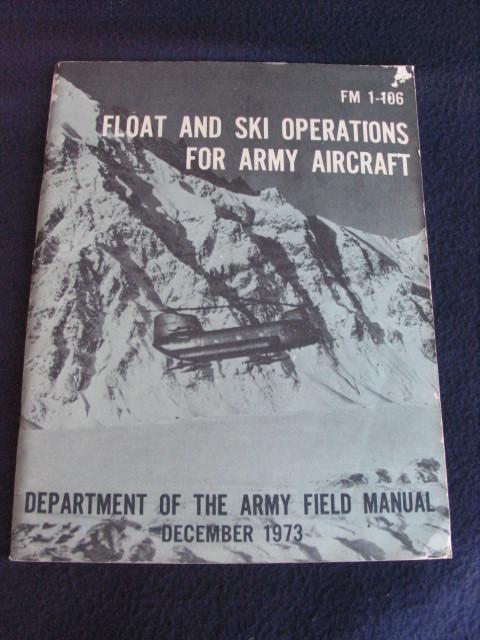 FM 1-106
FLOAT AND SKI OPERATIONS
FOR ARMY AIRCRAFT
DEPARTMENT OF THE ARMY FIELD MANUAL
DECEMBER 1973